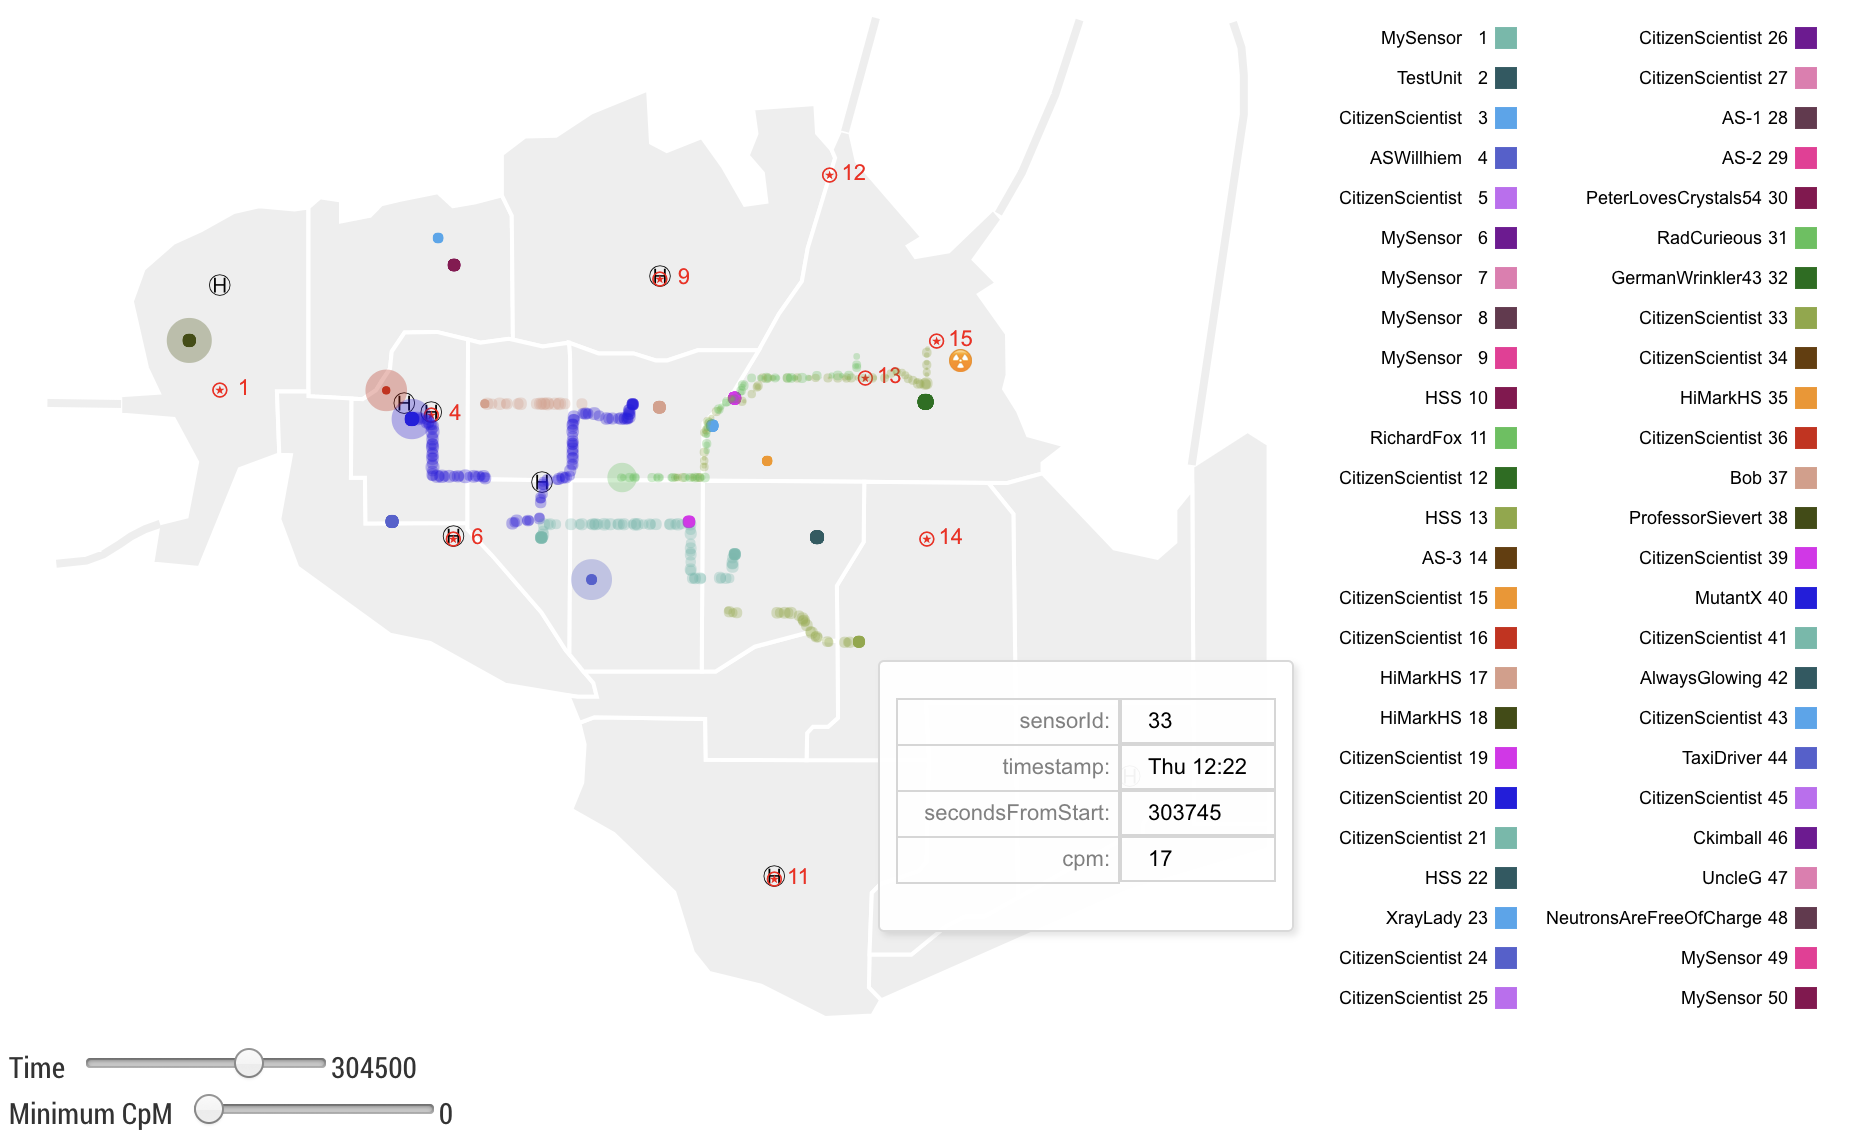 MySensor 1
TestUnit 2
CitizenScientist 3
ASWillhiem 4
CitizenScientist 5
MySensor 6
MySensor 7
MySensor 8
MySensor 9
HSS 10
RichardFox 11
CitizenScientist 12
HSS 13
AS-3 14
CitizenScientist 15
CitizenScientist 16
HiMarkHS 17
HiMarkHS 18
CitizenScientist 19
CitizenScientist 20
CitizenScientist 21
HSS 22
XrayLady 23
CitizenScientist 24
CitizenScientist 25
CitizenScientist 26
CitizenScientist 27
AS-1 28
AS-2 29
PeterLovesCrystals54 30
RadCurieous 31
GermanWrinkler43 32
CitizenScientist 33
CitizenScientist 34
HiMarkHS 35
CitizenScientist 36
Bob 37
ProfessorSievert 38
CitizenScientist 39
MutantX 40
CitizenScientist 41
AlwaysGlowing 42
CitizenScientist 43
TaxiDriver 44
CitizenScientist 45
Ckimball 46
UncleG 47
NeutronsAreFreeOfCharge 48
MySensor 49
MySensor 50
12
H
H 9
15
13
1
H
H 4
H
H 6
14
sensorId: 33
timestamp: Thu 12:22
H
secondsFromStart: 303745
cpm: 17
H 11
Time 304500
Minimum CpM 0